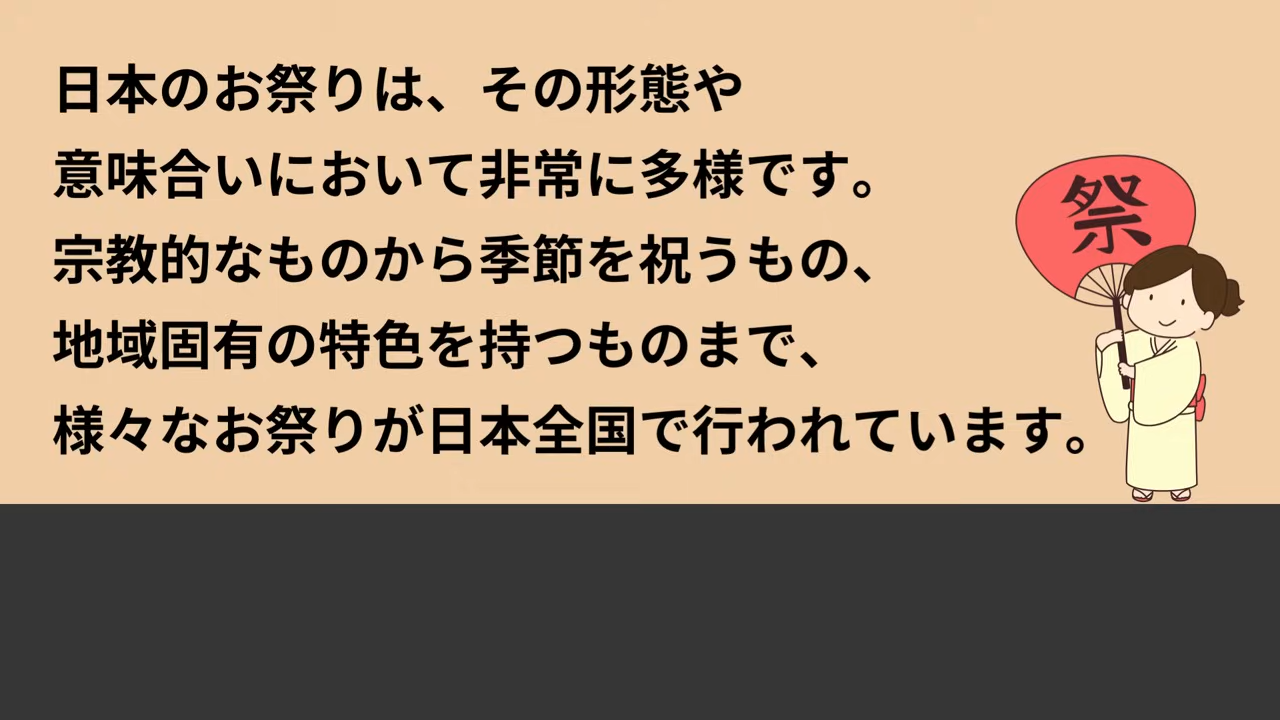 日本のお祭りは、その形態や
意味合いにおいて非常に多様です。
宗教的なものから季節を祝うもの、
地域固有の特色を持つものまで、
様々なお祭りが日本全国で行われています。
祭